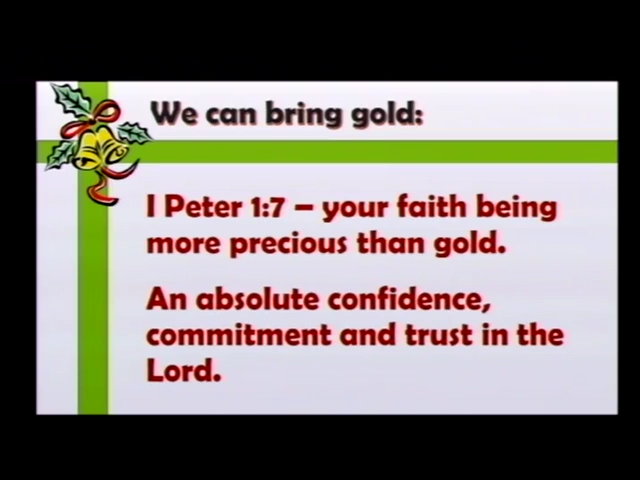 We can bring gold:
I Peter 1:7 – your faith being
more precious than gold.
An absolute confidence,
commitment and trust in the
Lord.